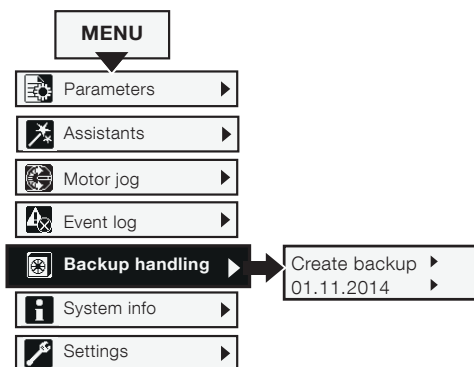 MENU
Parameters
Assistants
Motor jog
Event log
Backup handling
Create backup
01.11.2014
System info
Settings